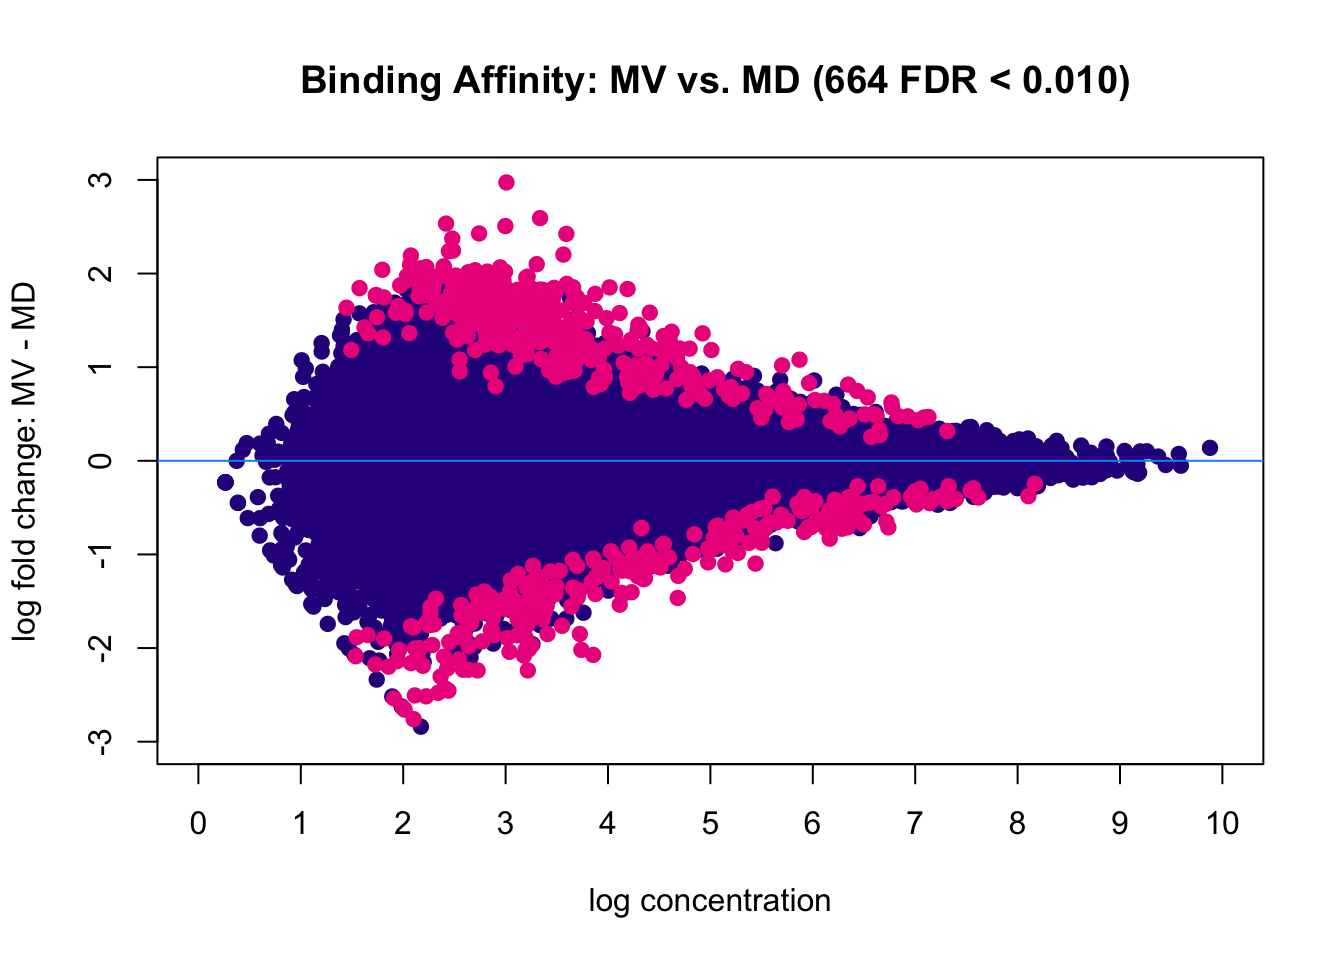 Binding Affinity: MV vs. MD (664 FDR < 0.010)
log fold change: MV - MD
3
2
1
0
-1
-2
-3
0 1 2 3 4 5 6 7 8 9 10
log concentration